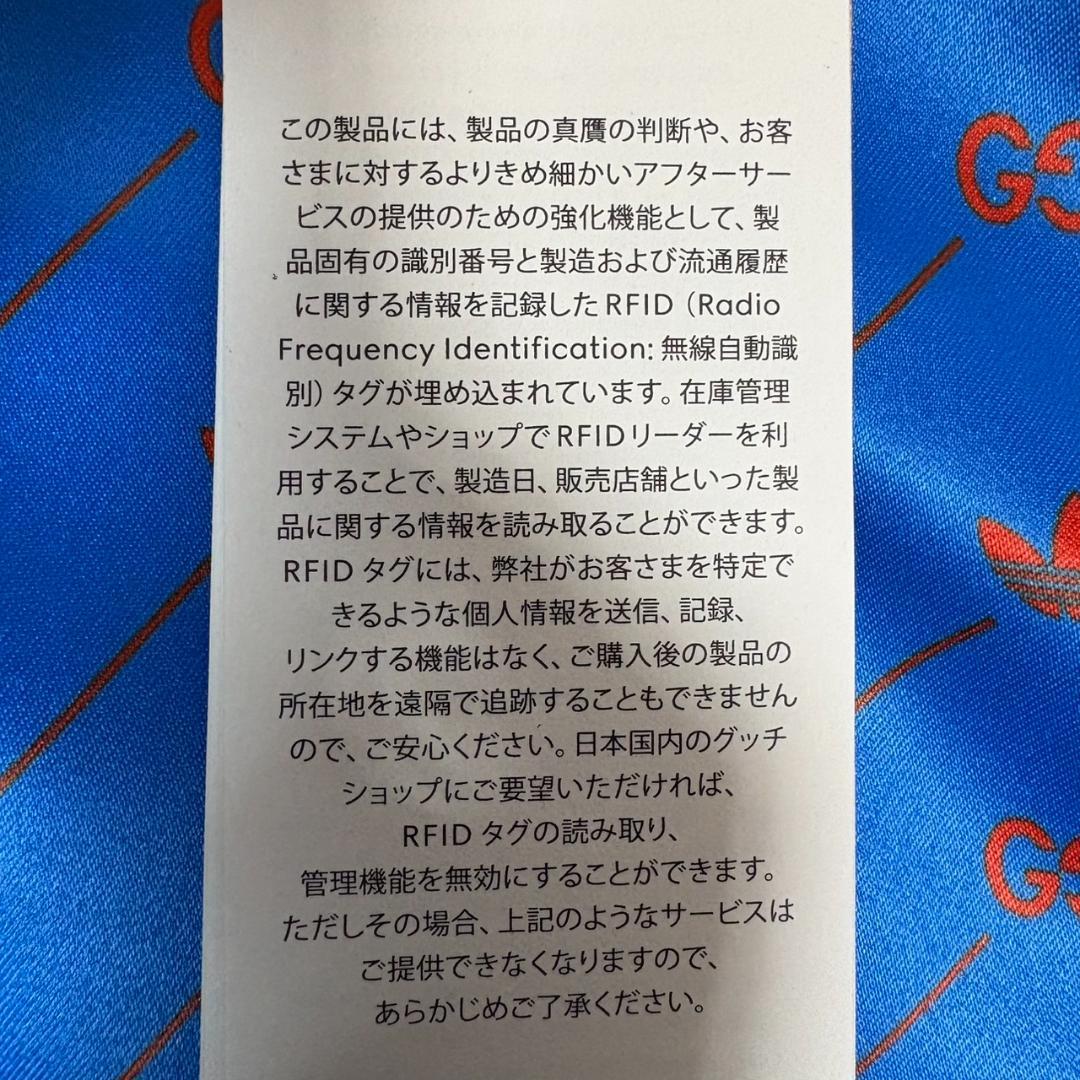 この製品には、製品の真贋の判断や、お客
さまに対するよりきめ細かいアフターサー
ビスの提供のための強化機能として、製
品固有の識別番号と製造および流通履歴
に関する情報を記録したRFID（Radio
Frequency Identification: 無線自動識
別）タグが埋め込まれています。在庫管理
システムやショップでRFIDリーダーを利
用することで、製造日、販売店舗といった製
品に関する情報を読み取ることができます。
RFID タグには、弊社がお客さまを特定で
きるような個人情報を送信、記録、
リンクする機能はなく、ご購入後の製品の
所在地を遠隔で追跡することもできません
ので、ご安心ください。日本国内のグッチ
ショップにご要望いただければ、
RFID タグの読み取り、
管理機能を無効にすることができます。
ただしその場合、上記のようなサービスは
ご提供できなくなりますので、
あらかじめご了承ください。